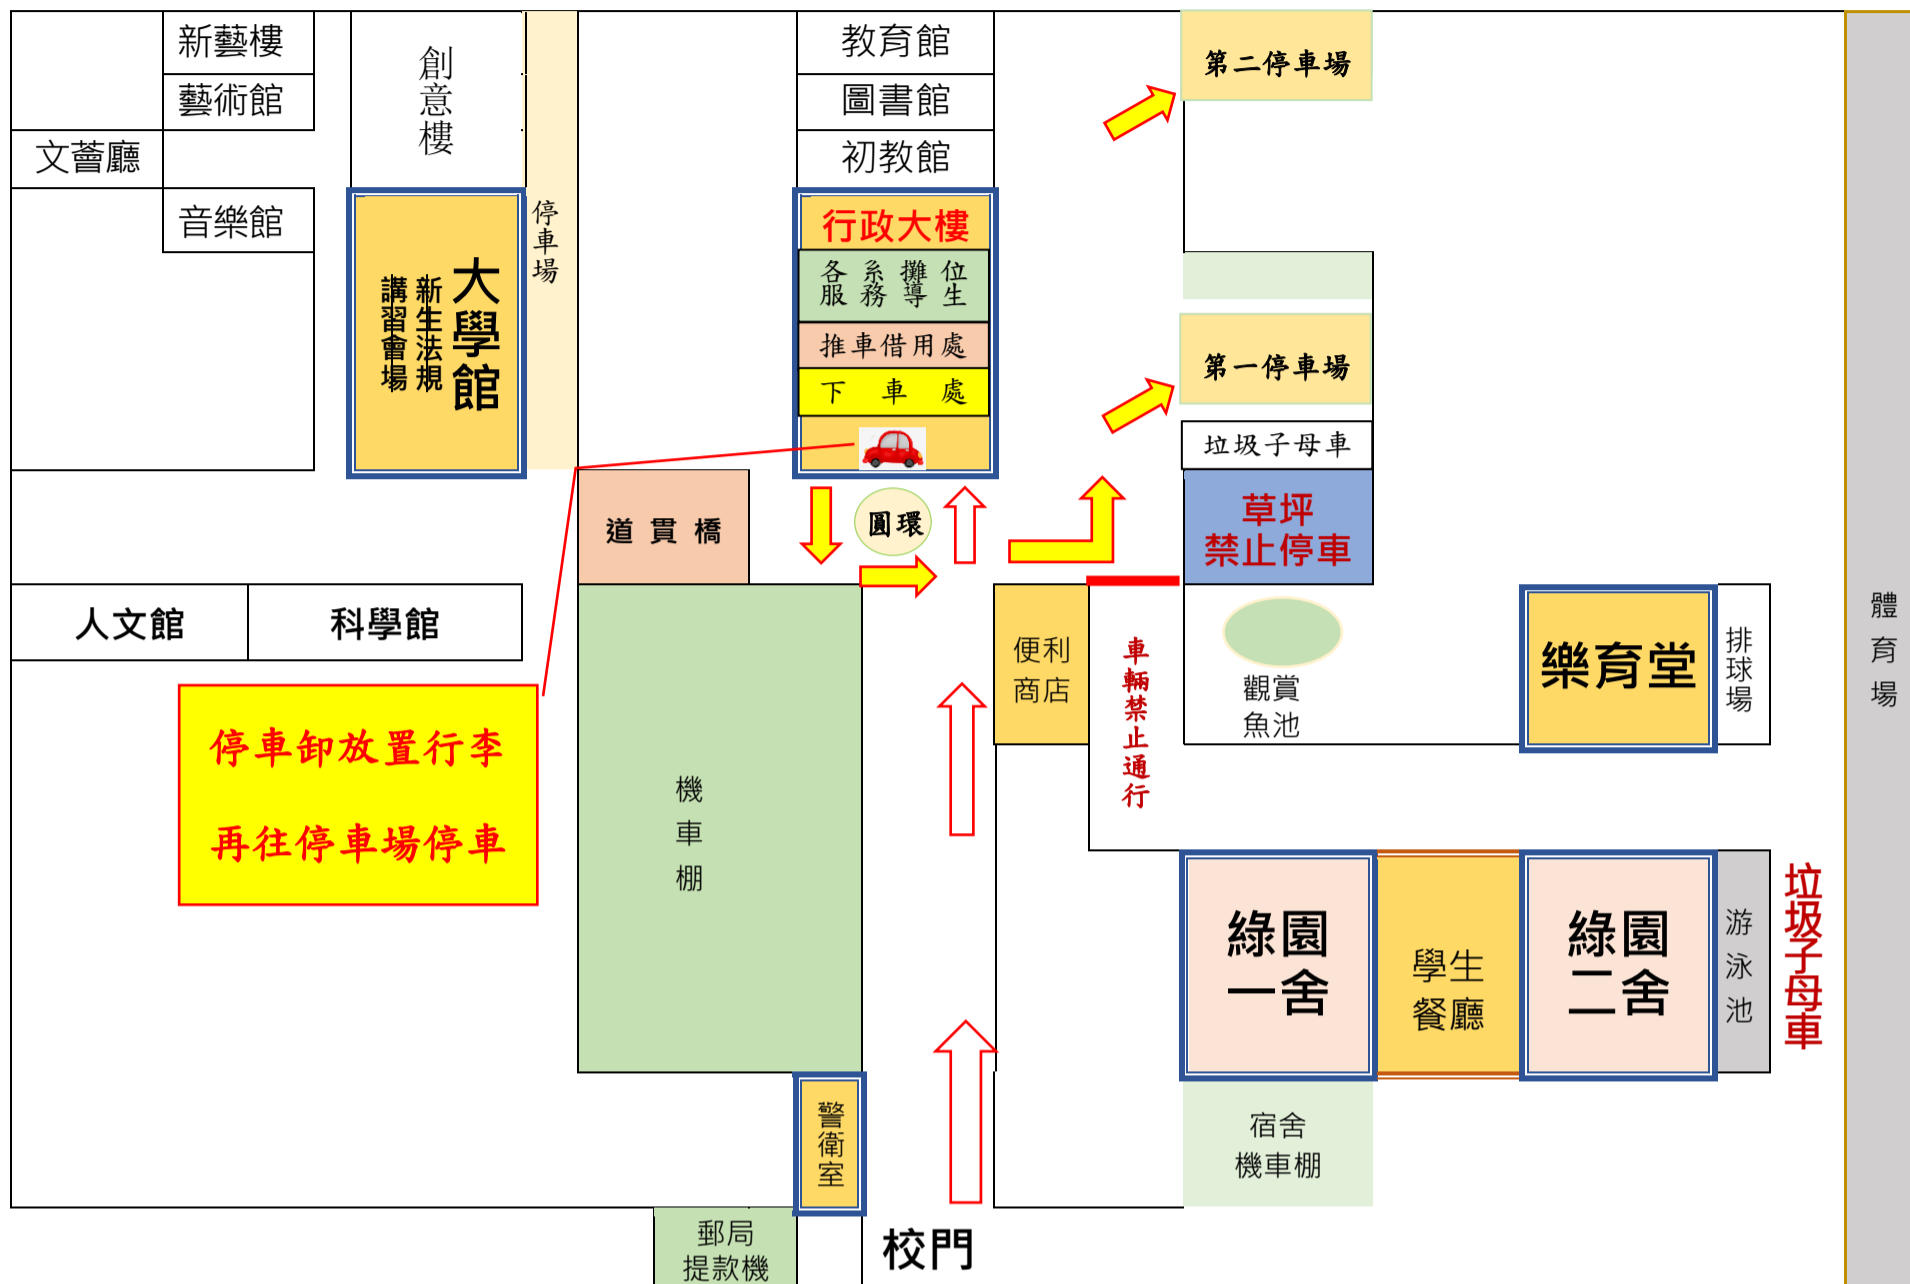 新藝樓
藝術館
文薈廳
音樂館
創意樓
停車場
大學館
新生法規
講習會場
教育館
圖書館
初教館
行政大樓
各系攤位
服務導生
推車借用處
下車處
第二停車場
第一停車場
垃圾子母車
草坪
禁止停車
道貫橋
圓環
人文館
科學館
停車卸放置行李
再往停車場停車
機車棚
便利
商店
車輛禁止通行
觀賞
魚池
樂育堂
排球場
體育場
綠園
一舍
學生
餐廳
綠園
二舍
游泳池
垃圾子母車
宿舍
機車棚
警衛室
郵局
提款機
校門